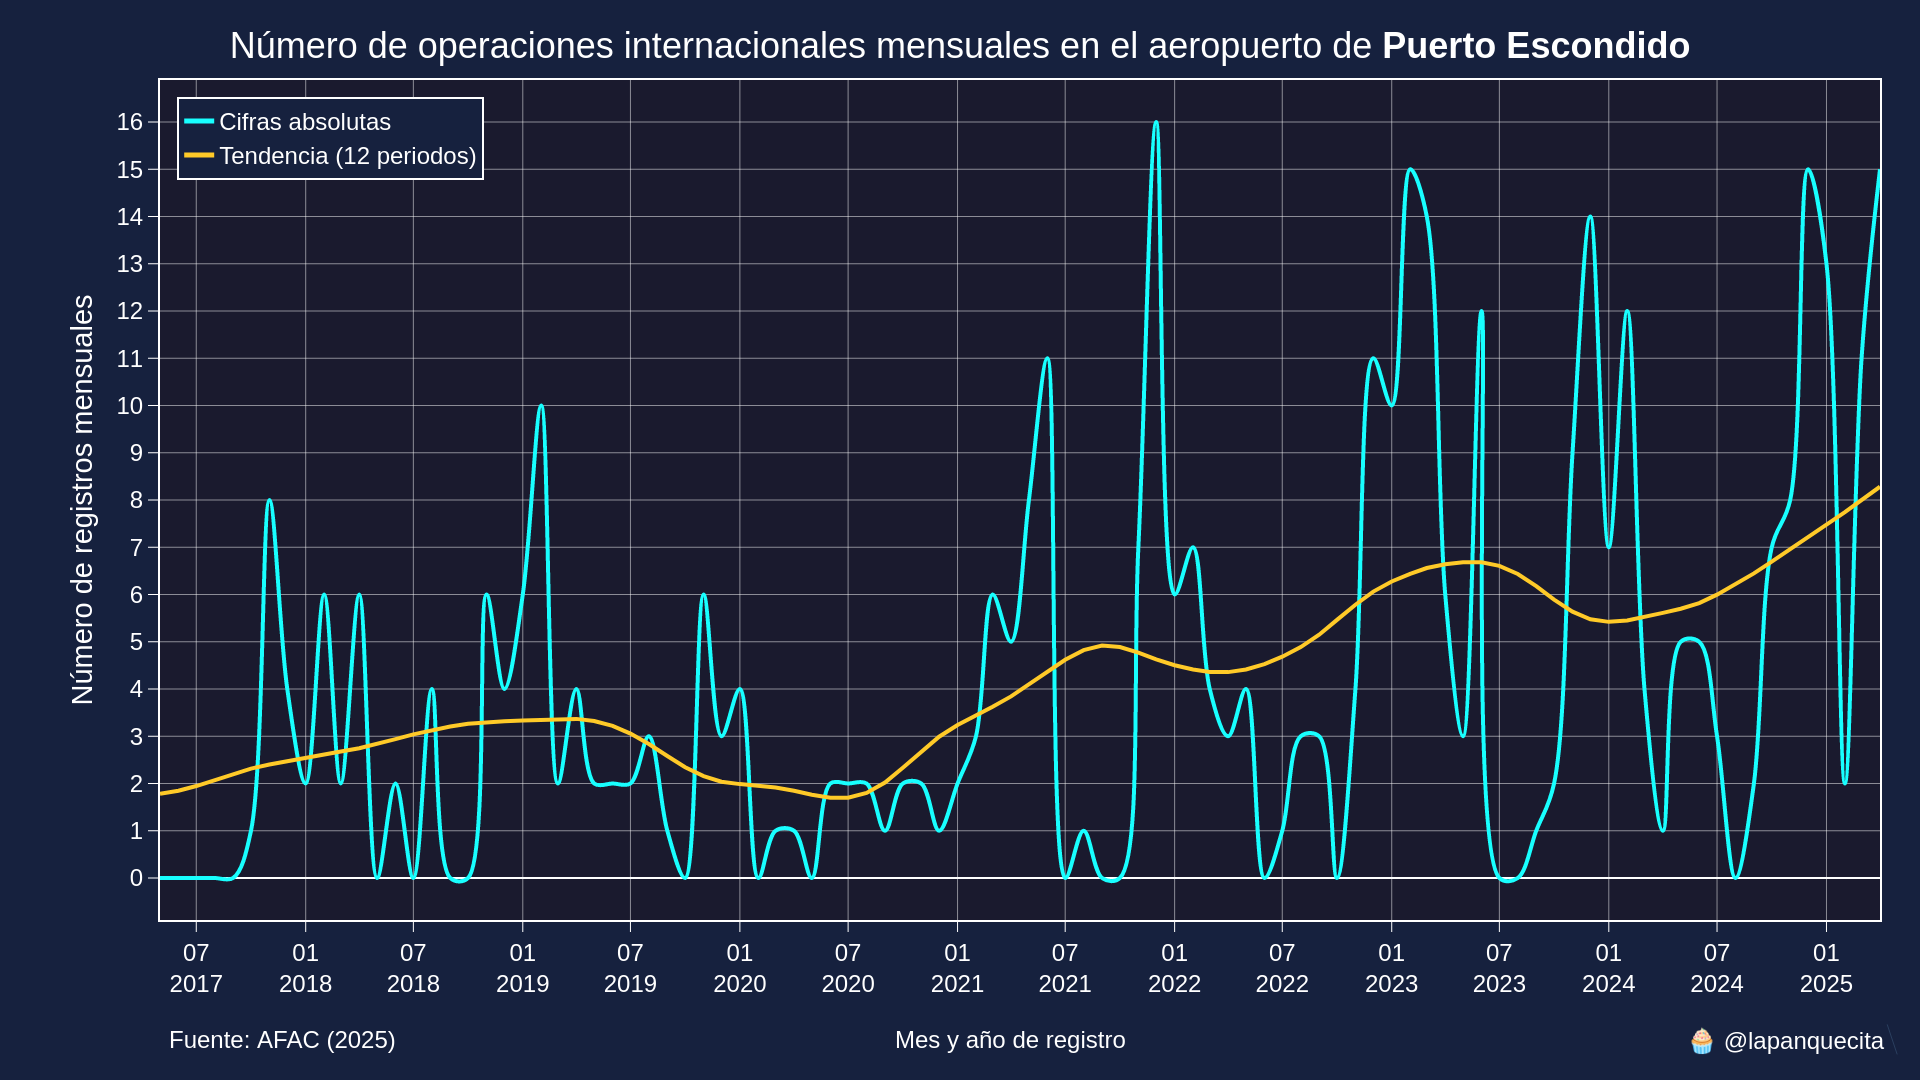 Número de operaciones internacionales mensuales en el aeropuerto de Puerto Escondido
Cifras absolutas
Tendencia (12 periodos)
Número de registros mensuales
16
15
14
13
12
11
10
9
8
7
6
5
4
3
2
1
0
07 01 07 01 07 01 07 01 07 01 07 01 07 01 07 01
2017 2018 2018 2019 2019 2020 2020 2021 2021 2022 2022 2023 2023 2024 2024 2025
Fuente: AFAC (2025)
Mes y año de registro
🧁 @lapanquecita